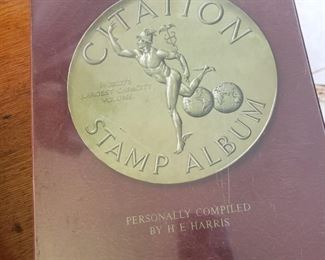 CITATION
WORLD'S
LARGEST CAPACITY
VOLUME
STAMP ALBUM
PERSONALLY COMPILED
BY H E HARRIS